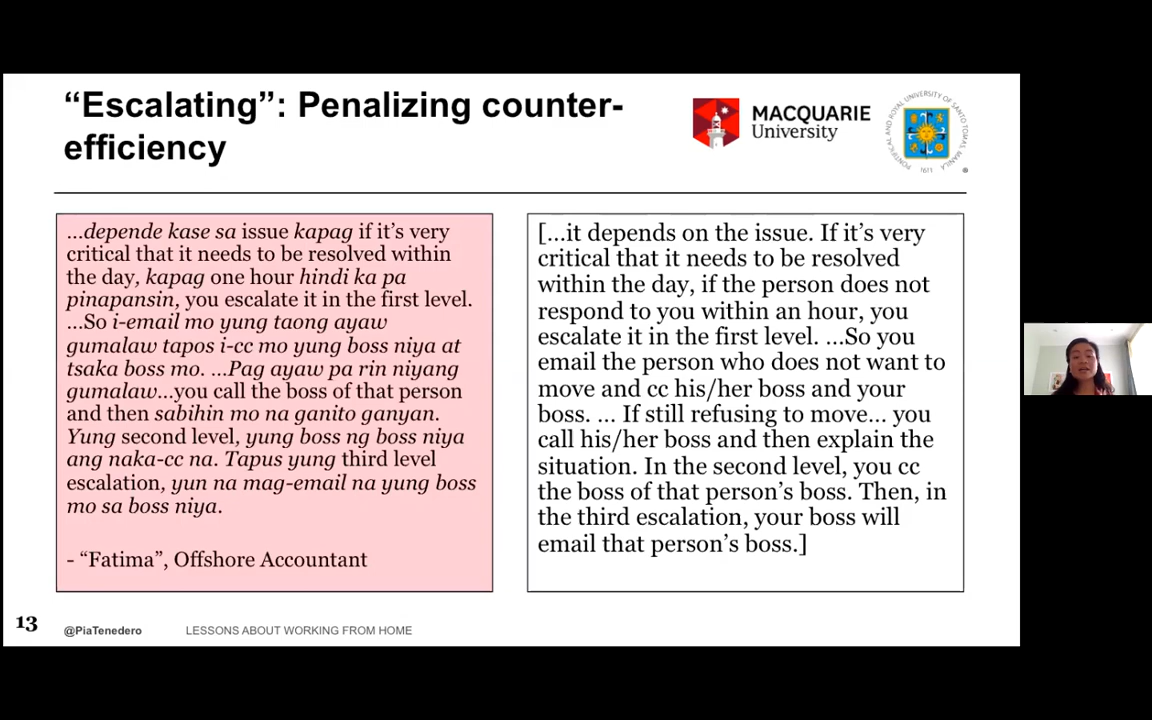 “Escalating”: Penalizing counter-
efficiency
MACQUARIE
University
PONTIFICAL AND ROYAL UNIVERSITY OF SANTO TOMAS, MANILA
1611
®
…depende kase sa issue kapag if it’s very
critical that it needs to be resolved within
the day, kapag one hour hindi ka pa
pinapansin, you escalate it in the first level.
…So i-email mo yung taong ayaw
gumalaw tapos i-cc mo yung boss niya at
tsaka boss mo. …Pag ayaw pa rin niyang
gumalaw…you call the boss of that person
and then sabihin mo na ganito ganyan.
Yung second level, yung boss ng boss niya
ang naka-cc na. Tapus yung third level
escalation, yun na mag-email na yung boss
mo sa boss niya.
- “Fatima”, Offshore Accountant
[…it depends on the issue. If it’s very
critical that it needs to be resolved
within the day, if the person does not
respond to you within an hour, you
escalate it in the first level. …So you
email the person who does not want to
move and cc his/her boss and your
boss. … If still refusing to move… you
call his/her boss and then explain the
situation. In the second level, you cc
the boss of that person’s boss. Then, in
the third escalation, your boss will
email that person’s boss.]
13
@PiaTenedero
LESSONS ABOUT WORKING FROM HOME